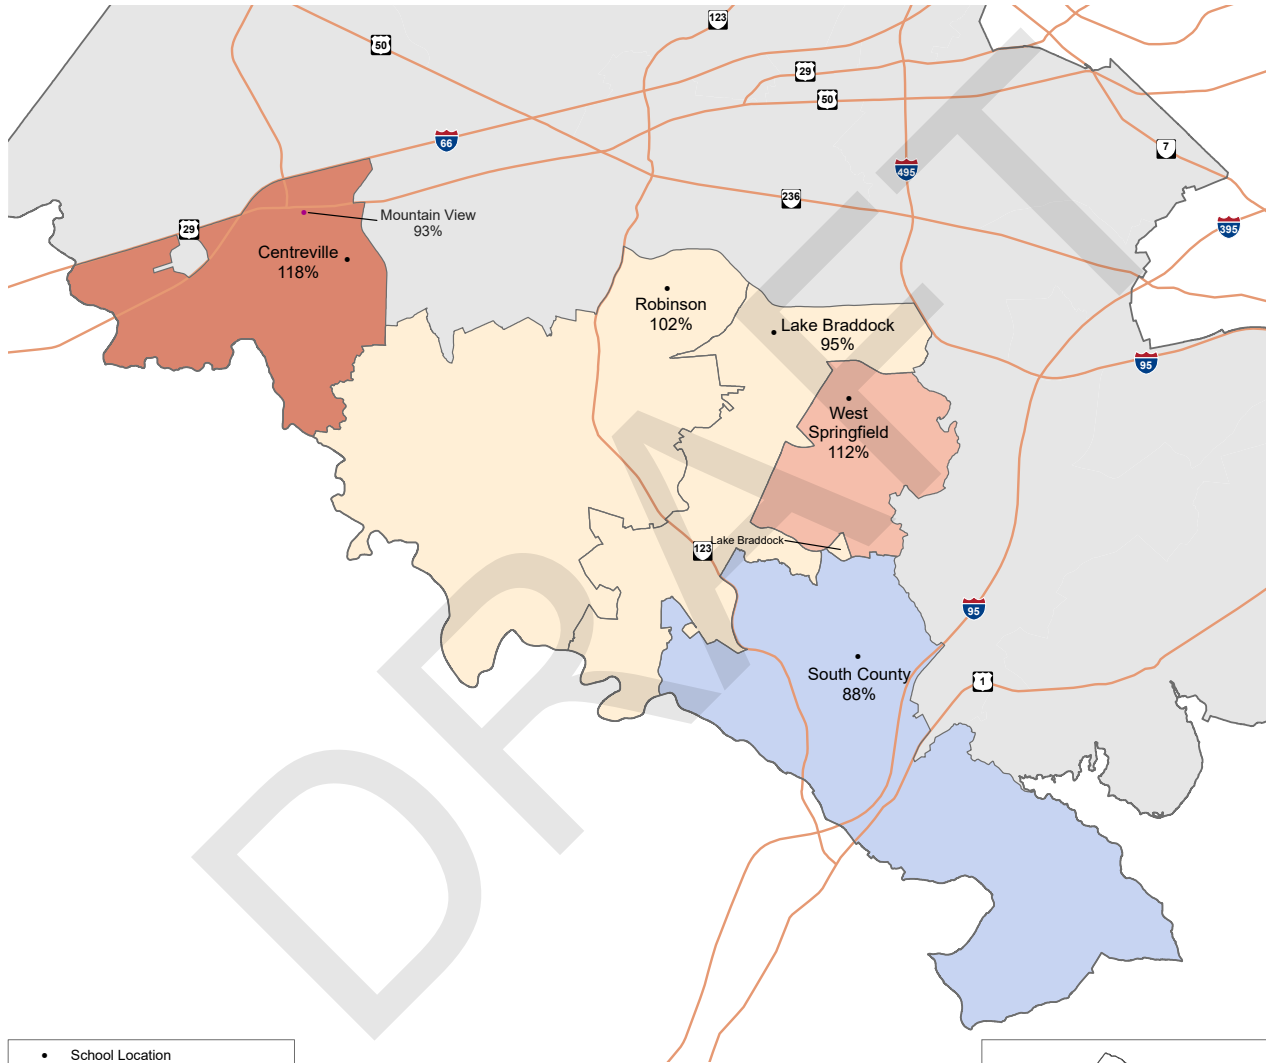 123
50
29
50
66
7
495
236
395
Mountain View
93%
29
Centreville
118%
Robinson
102%
Lake Braddock
95%
95
West
Springfield
112%
Lake Braddock
123
95
South County
88%
1
DRAFT
School Location